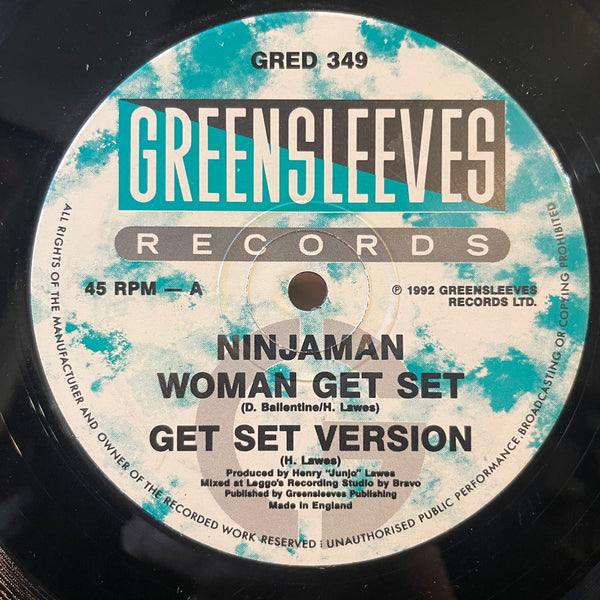 GRED 349
GREENSLEEVES
RECORDS
45 RPM — A
℗ 1992 GREENSLEEVES
RECORDS LTD.
NINJAMAN
WOMAN GET SET
(D. Ballentine/H. Lawes)
GET SET VERSION
(H. Lawes)
Produced by Henry "Junjo" Lawes
Mixed at Leggo's Recording Studio by Bravo
Published by Greensleeves Publishing
Made in England
ALL RIGHTS OF THE MANUFACTURER AND OWNER OF THE RECORDED WORK RESERVED : UNAUTHORISED PUBLIC PERFORMANCE, BROADCASTING OR COPYING PROHIBITED